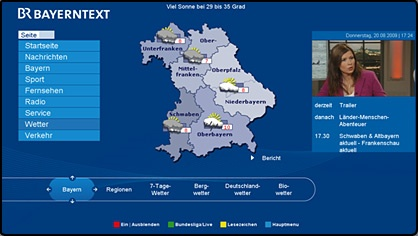 BR BAYERNTEXT
Viel Sonne bei 29 bis 35 Grad
Seite
Donnerstag, 20.08.2009 | 17:24
Startseite
Nachrichten
Bayern
Sport
Fernsehen
Radio
Service
Wetter
Verkehr
Unterfranken
Ober-
Mittel-
franken
Oberpfalz
Niederbayern
Schwaben
Oberbayern
Bericht
derzeit Trailer
danach Länder-Menschen-
Abenteuer
17.30 Schwaben & Altbayern
aktuell - Frankenschau
aktuell
Bayern
Regionen
7-Tage-
Wetter
Berg-
wetter
Deutschland-
wetter
Bio-
wetter
Ein | Ausblenden
Bundesliga/Live
Lesezeichen
Hauptmenu